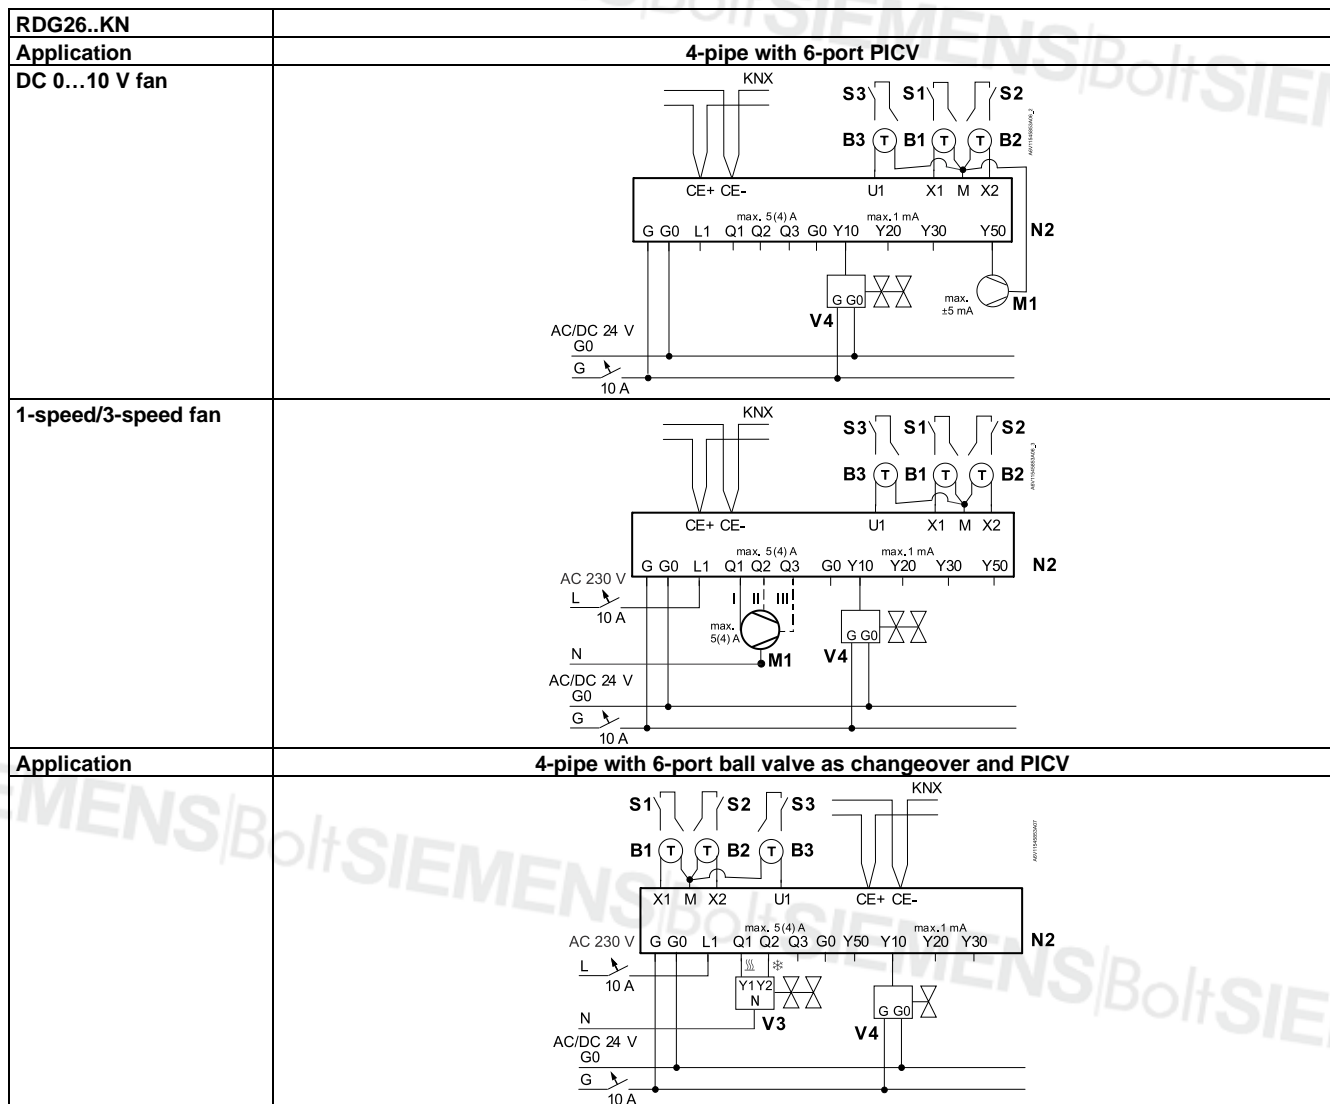 RDG26..KN
Application
4-pipe with 6-port PICV
DC 0…10 V fan
KNX
S3 S1 S2
B3 T B1 T T B2
CE+ CE- U1 X1 M X2
max. 5(4) A max. 1 mA
G G0 L1 Q1 Q2 Q3 G0 Y10 Y20 Y30 Y50 N2
G G0
V4
max.
±5 mA
M1
AC/DC 24 V
G0
G
10 A
1-speed/3-speed fan
KNX
S3 S1 S2
B3 T B1 T T B2
CE+ CE- U1 X1 M X2
max. 5(4) A max. 1 mA
G G0 L1 Q1 Q2 Q3 G0 Y10 Y20 Y30 Y50 N2
AC 230 V
L
10 A
I II III
max.
5(4) A
G G0
V4
N
M1
AC/DC 24 V
G0
G
10 A
Application
4-pipe with 6-port ball valve as changeover and PICV
KNX
S1 S2 S3
B1 T T B2 T B3
X1 M X2 U1 CE+ CE-
max. 5(4) A max. 1 mA
G G0 L1 Q1 Q2 Q3 G0 Y50 Y10 Y20 Y30 N2
AC 230 V
L
10 A
Y1 Y2
N
V3
G G0
V4
N
AC/DC 24 V
G0
G
10 A
SIEMENS|BoltSIEMENS|BoltSIE
SIEMENS|BoltSIEMENS|BoltSIEMENS|BoltSIE